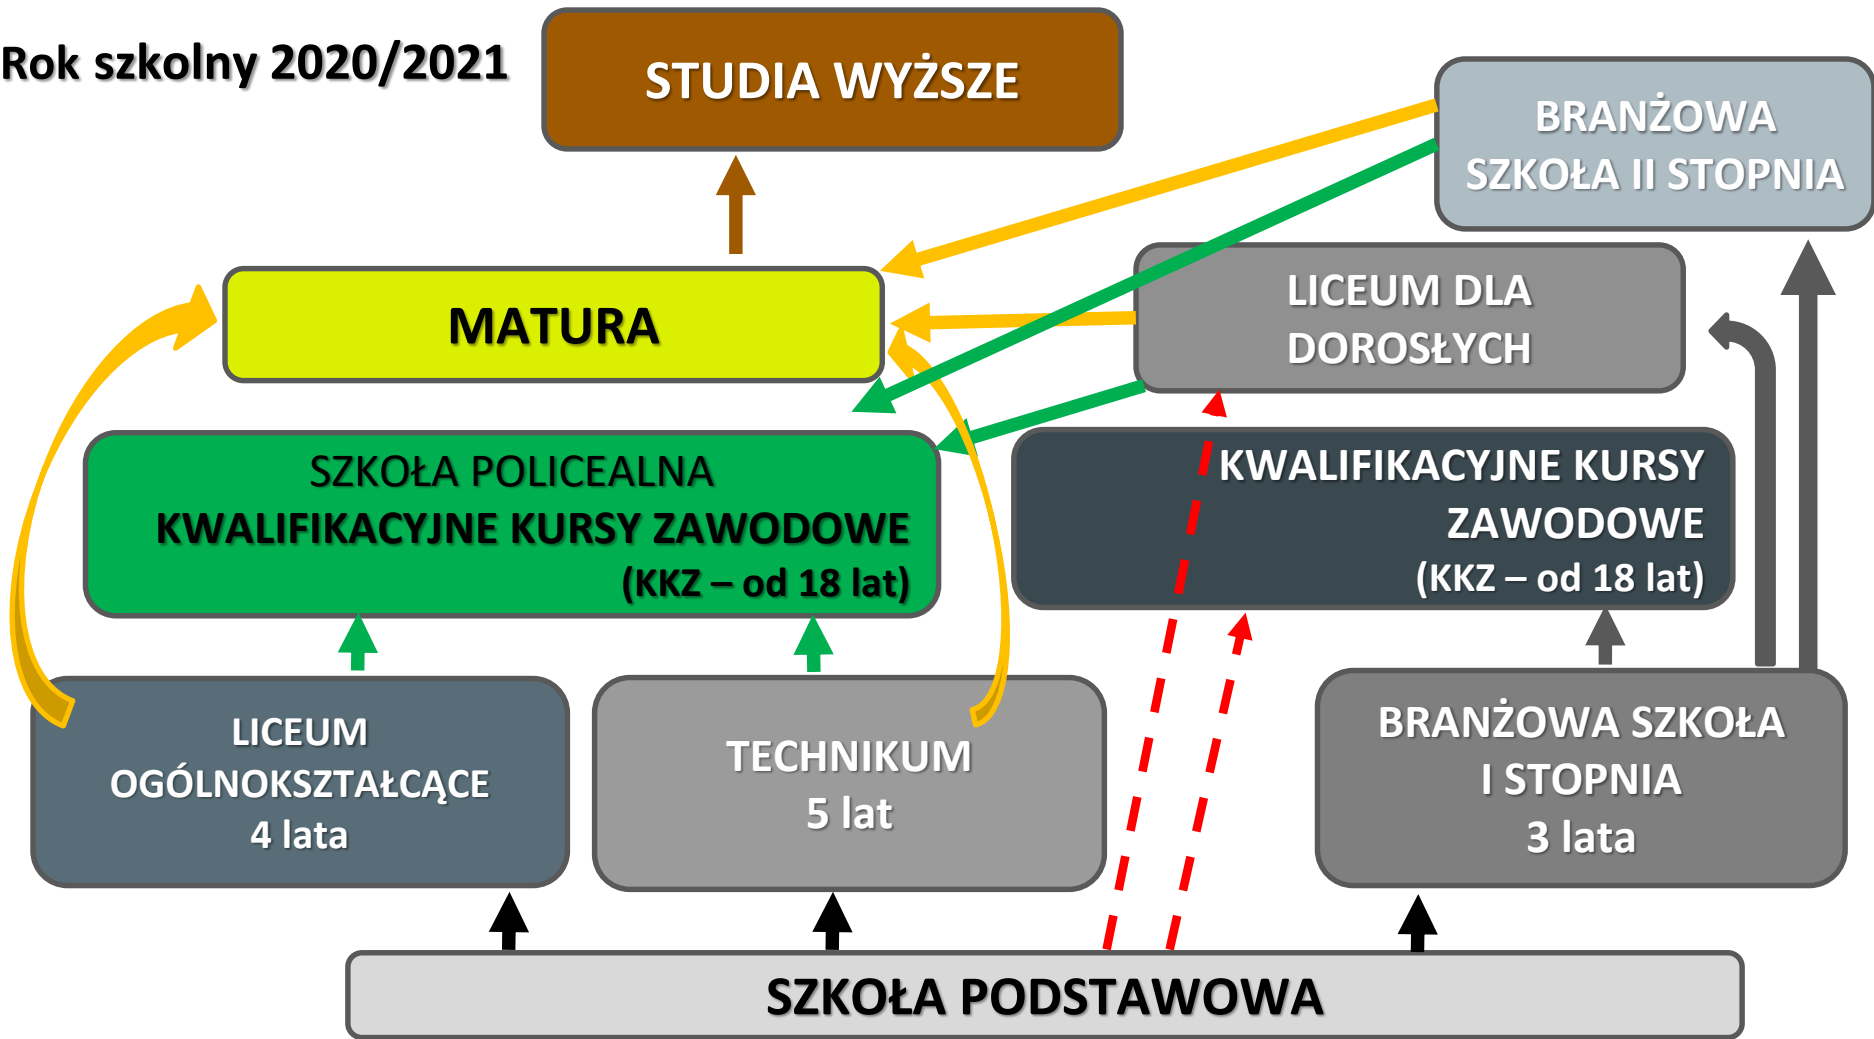 Rok szkolny 2020/2021
STUDIA WYŻSZE
BRANŻOWA
SZKOŁA II STOPNIA
MATURA
LICEUM DLA
DOROSŁYCH
SZKOŁA POLICEALNA
KWALIFIKACYJNE KURSY ZAWODOWE
(KKZ – od 18 lat)
KWALIFIKACYJNE KURSY
ZAWODOWE
(KKZ – od 18 lat)
LICEUM
OGÓLNOKSZTAŁCĄCE
4 lata
TECHNIKUM
5 lat
BRANŻOWA SZKOŁA
I STOPNIA
3 lata
SZKOŁA PODSTAWOWA